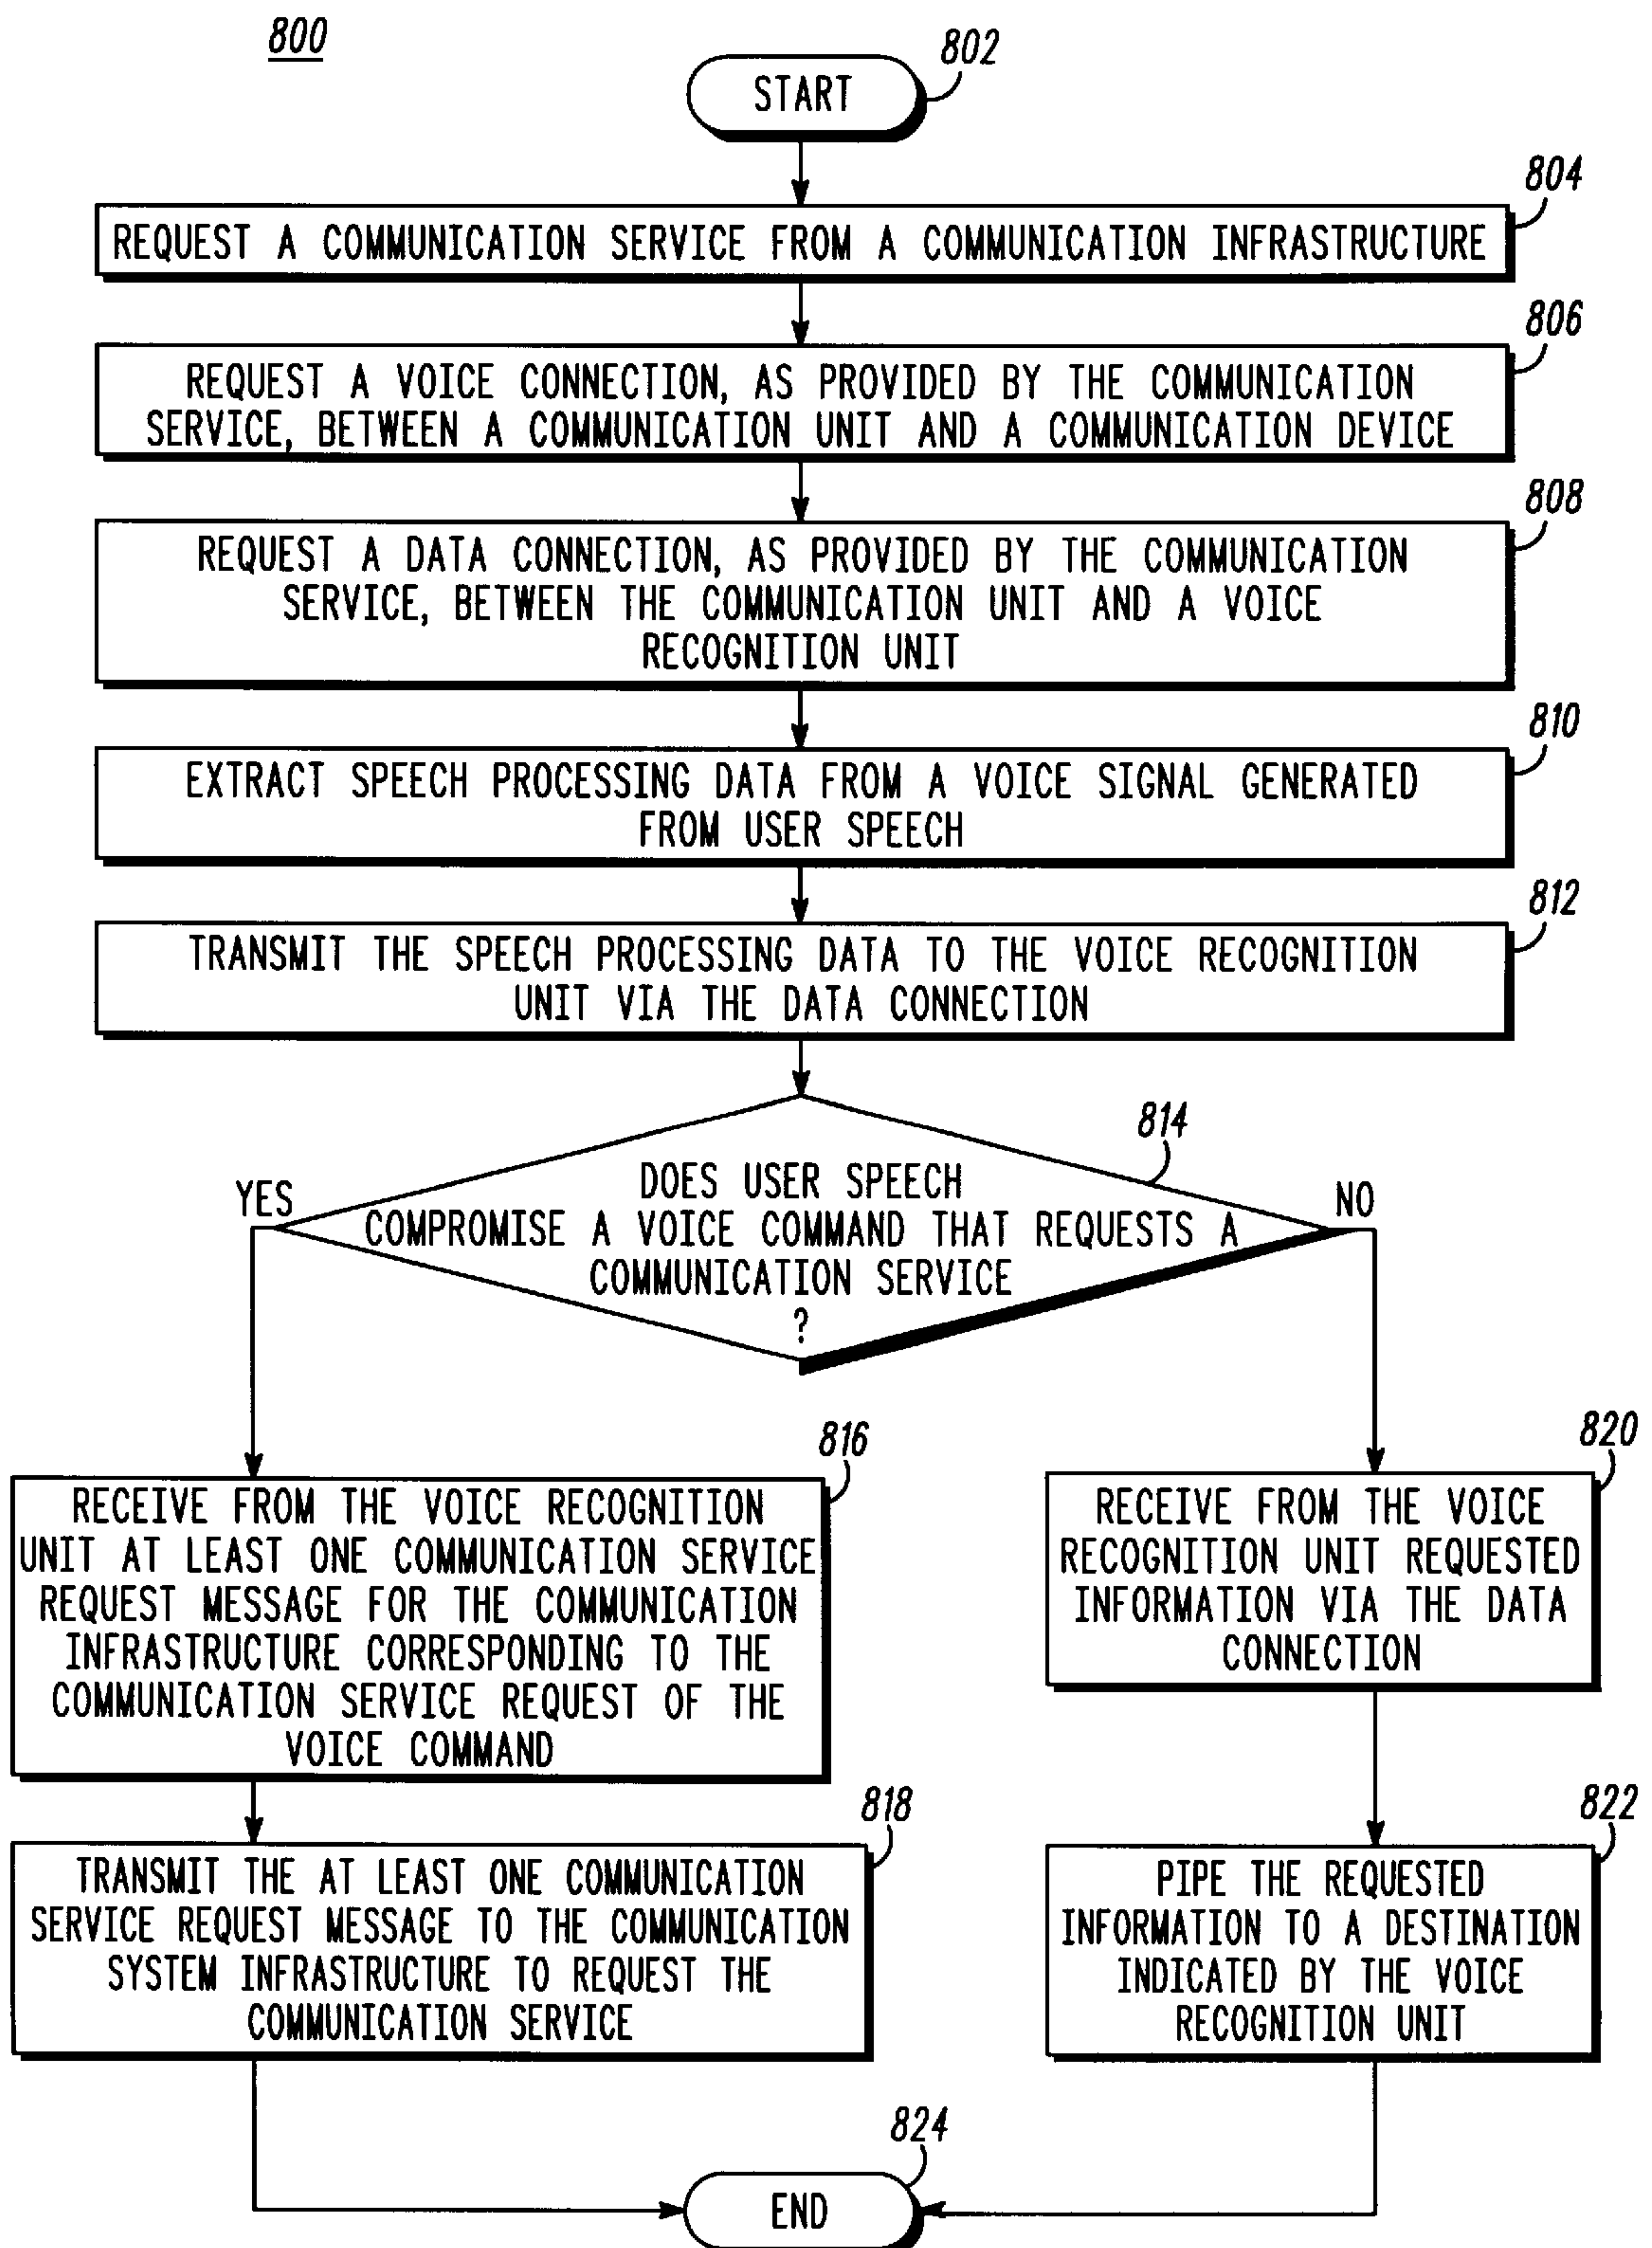 800
START
802
804
REQUEST A COMMUNICATION SERVICE FROM A COMMUNICATION INFRASTRUCTURE
806
REQUEST A VOICE CONNECTION, AS PROVIDED BY THE COMMUNICATION
SERVICE, BETWEEN A COMMUNICATION UNIT AND A COMMUNICATION DEVICE
808
REQUEST A DATA CONNECTION, AS PROVIDED BY THE COMMUNICATION
SERVICE, BETWEEN THE COMMUNICATION UNIT AND A VOICE
RECOGNITION UNIT
810
EXTRACT SPEECH PROCESSING DATA FROM A VOICE SIGNAL GENERATED
FROM USER SPEECH
812
TRANSMIT THE SPEECH PROCESSING DATA TO THE VOICE RECOGNITION
UNIT VIA THE DATA CONNECTION
814
DOES USER SPEECH
COMPROMISE A VOICE COMMAND THAT REQUESTS A
COMMUNICATION SERVICE
?
YES
NO
816
RECEIVE FROM THE VOICE RECOGNITION
UNIT AT LEAST ONE COMMUNICATION SERVICE
REQUEST MESSAGE FOR THE COMMUNICATION
INFRASTRUCTURE CORRESPONDING TO THE
COMMUNICATION SERVICE REQUEST OF THE
VOICE COMMAND
818
TRANSMIT THE AT LEAST ONE COMMUNICATION
SERVICE REQUEST MESSAGE TO THE COMMUNICATION
SYSTEM INFRASTRUCTURE TO REQUEST THE
COMMUNICATION SERVICE
820
RECEIVE FROM THE VOICE
RECOGNITION UNIT REQUESTED
INFORMATION VIA THE DATA
CONNECTION
822
PIPE THE REQUESTED
INFORMATION TO A DESTINATION
INDICATED BY THE VOICE
RECOGNITION UNIT
824
END